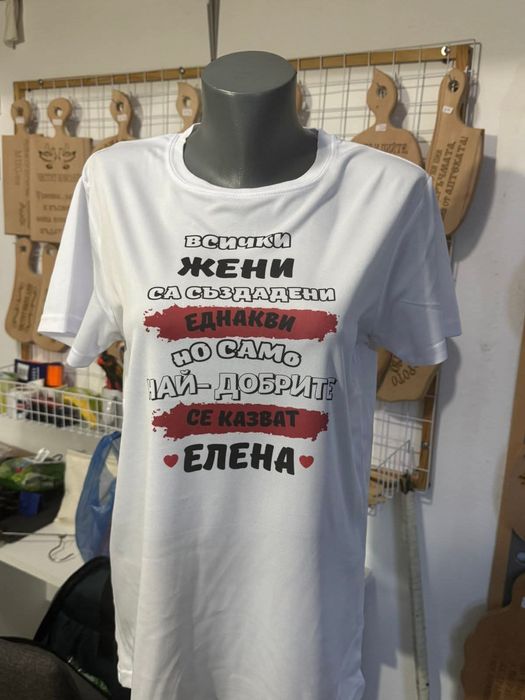 ВСИЧКИ
ЖЕНИ
СА СЪЗДАДЕНИ
ЕДНАКВИ
НО САМО
НАЙ- ДОБРИТЕ
СЕ КАЗВАТ
ЕЛЕНА